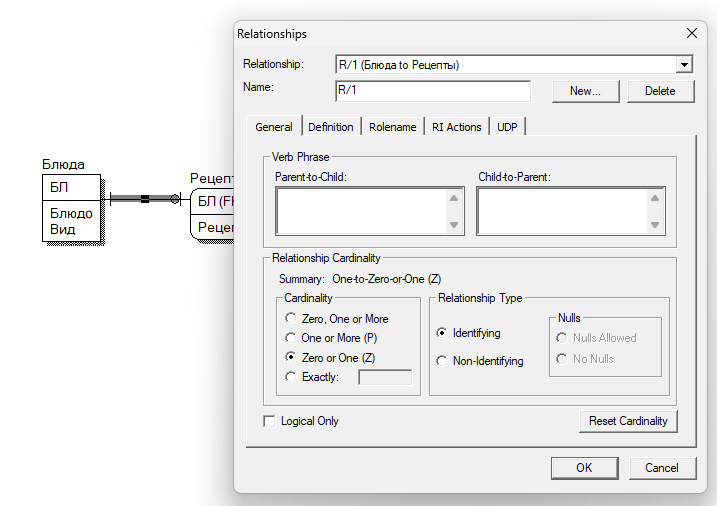 Relationships
Relationship:
R/1 (Блюда to Рецепты)
Name:
R/1
New...
Delete
General
Definition
Rolename
RI Actions
UDP
Verb Phrase
Parent-to-Child:
Child-to-Parent:
Relationship Cardinality
Summary: One-to-Zero-or-One (Z)
Cardinality
Zero, One or More
One or More (P)
Zero or One (Z)
Exactly:
Relationship Type
Identifying
Non-Identifying
Nulls
Nulls Allowed
No Nulls
Logical Only
Reset Cardinality
OK
Cancel
Блюда
БЛ
Блюдо
Вид
Рецепт
БЛ (FK
Рецеп